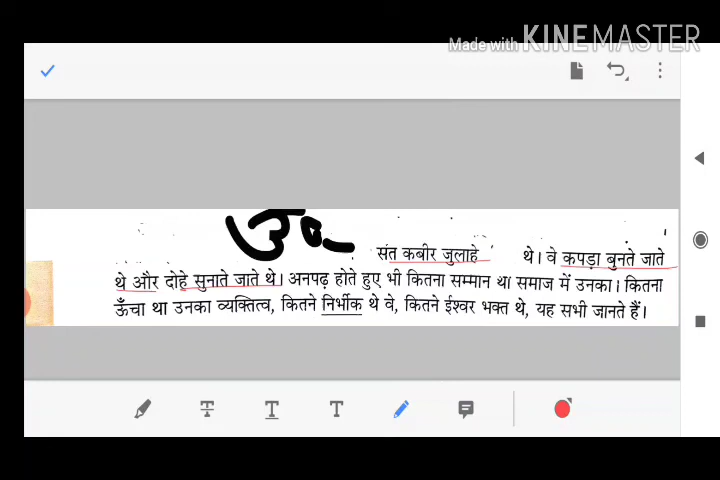 Made with KINEMASTER
उ०-
संत कबीर जुलाहे थे। वे कपड़ा बुनते जाते
थे और दोहे सुनाते जाते थे। अनपढ़ होते हुए भी कितना सम्मान था समाज में उनका। कितना
ऊँचा था उनका व्यक्तित्व, कितने निर्भीक थे वे, कितने ईश्वर भक्त थे, यह सभी जानते हैं।
T T T